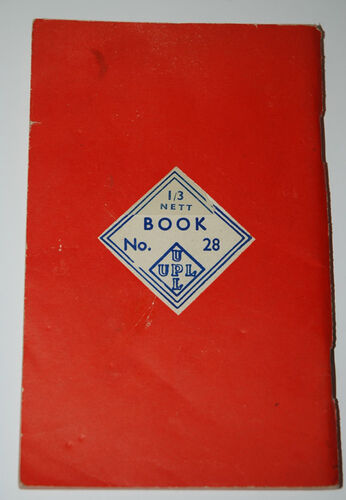 1/3
NETT
BOOK
No. 28
U
UPL
L